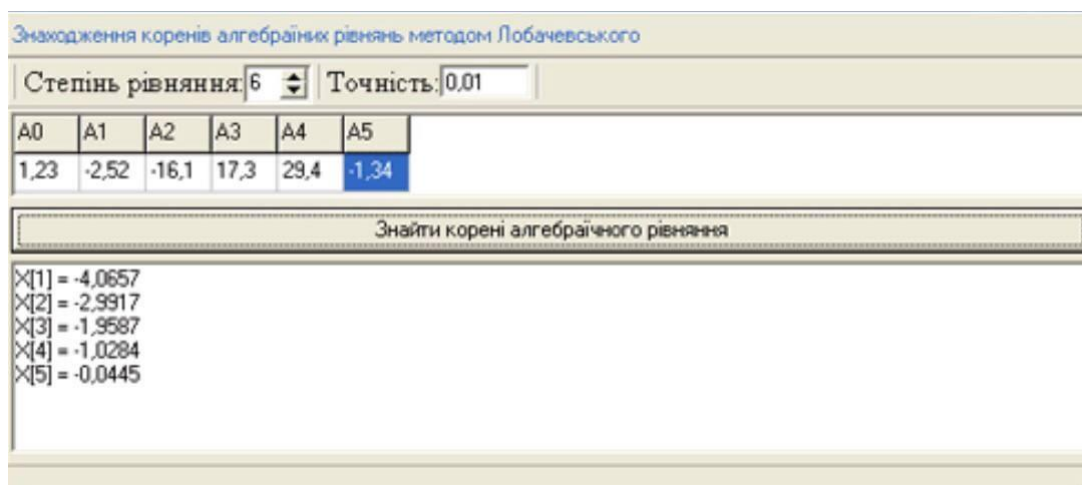 Знаходження коренів алгебраїних рівнянь методом Лобачевського
Степінь рівняння: 6 Точність: 0,01
A0 A1 A2 A3 A4 A5
1,23 -2,52 -16,1 17,3 29,4 -1,34
Знайти корені алгебраїчного рівняння
X[1] = -4,0657
X[2] = -2,9917
X[3] = -1,9587
X[4] = -1,0284
X[5] = -0,0445